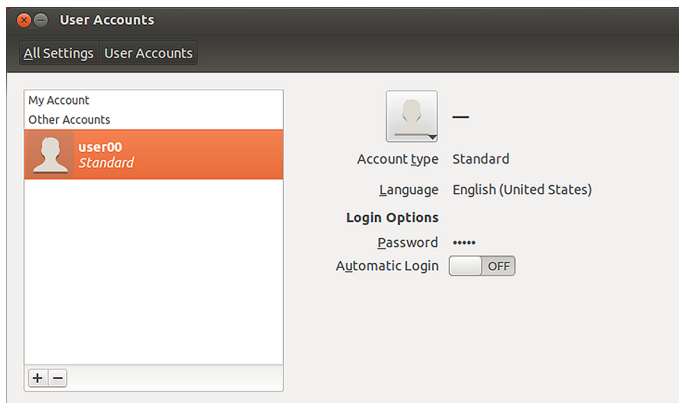 User Accounts
All Settings User Accounts
My Account
Other Accounts
user00
Standard
—
Account type Standard
Language English (United States)
Login Options
Password •••••
Automatic Login OFF
+ −